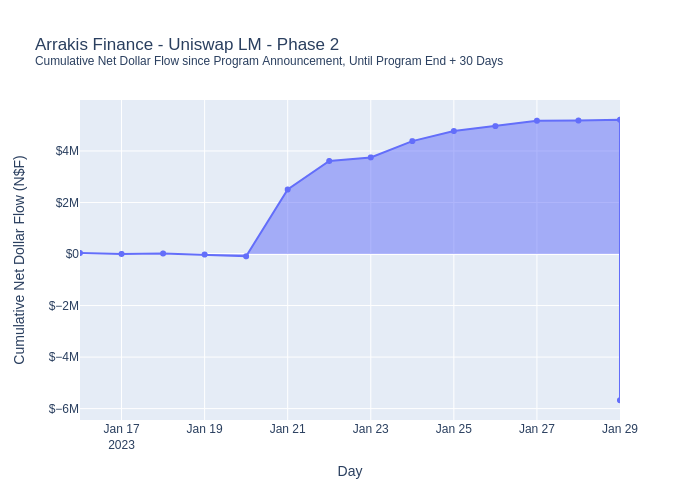 Arrakis Finance - Uniswap LM - Phase 2
Cumulative Net Dollar Flow since Program Announcement, Until Program End + 30 Days
Cumulative Net Dollar Flow (N$F)
$4M
$2M
$0
$−2M
$−4M
$−6M
Jan 17
2023
Jan 19
Jan 21
Jan 23
Jan 25
Jan 27
Jan 29
Day